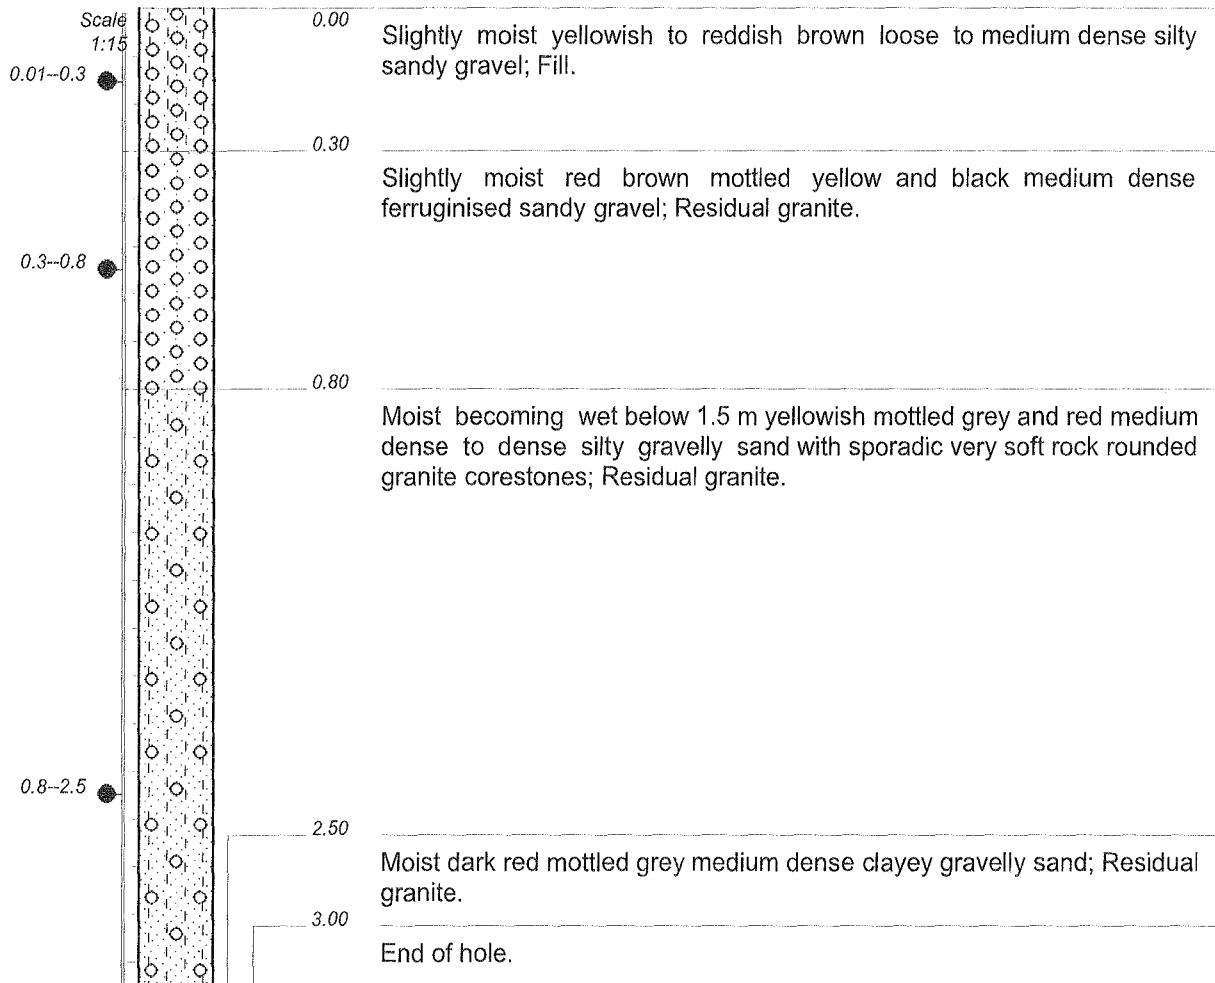 Scale
1:15
0.00
Slightly moist yellowish to reddish brown loose to medium dense silty
sandy gravel; Fill.
0.01--0.3
0.30
Slightly moist red brown mottled yellow and black medium dense
ferruginised sandy gravel; Residual granite.
0.3--0.8
0.80
Moist becoming wet below 1.5 m yellowish mottled grey and red medium
dense to dense silty gravelly sand with sporadic very soft rock rounded
granite corestones; Residual granite.
0.8--2.5
2.50
Moist dark red mottled grey medium dense clayey gravelly sand; Residual
granite.
3.00
End of hole.